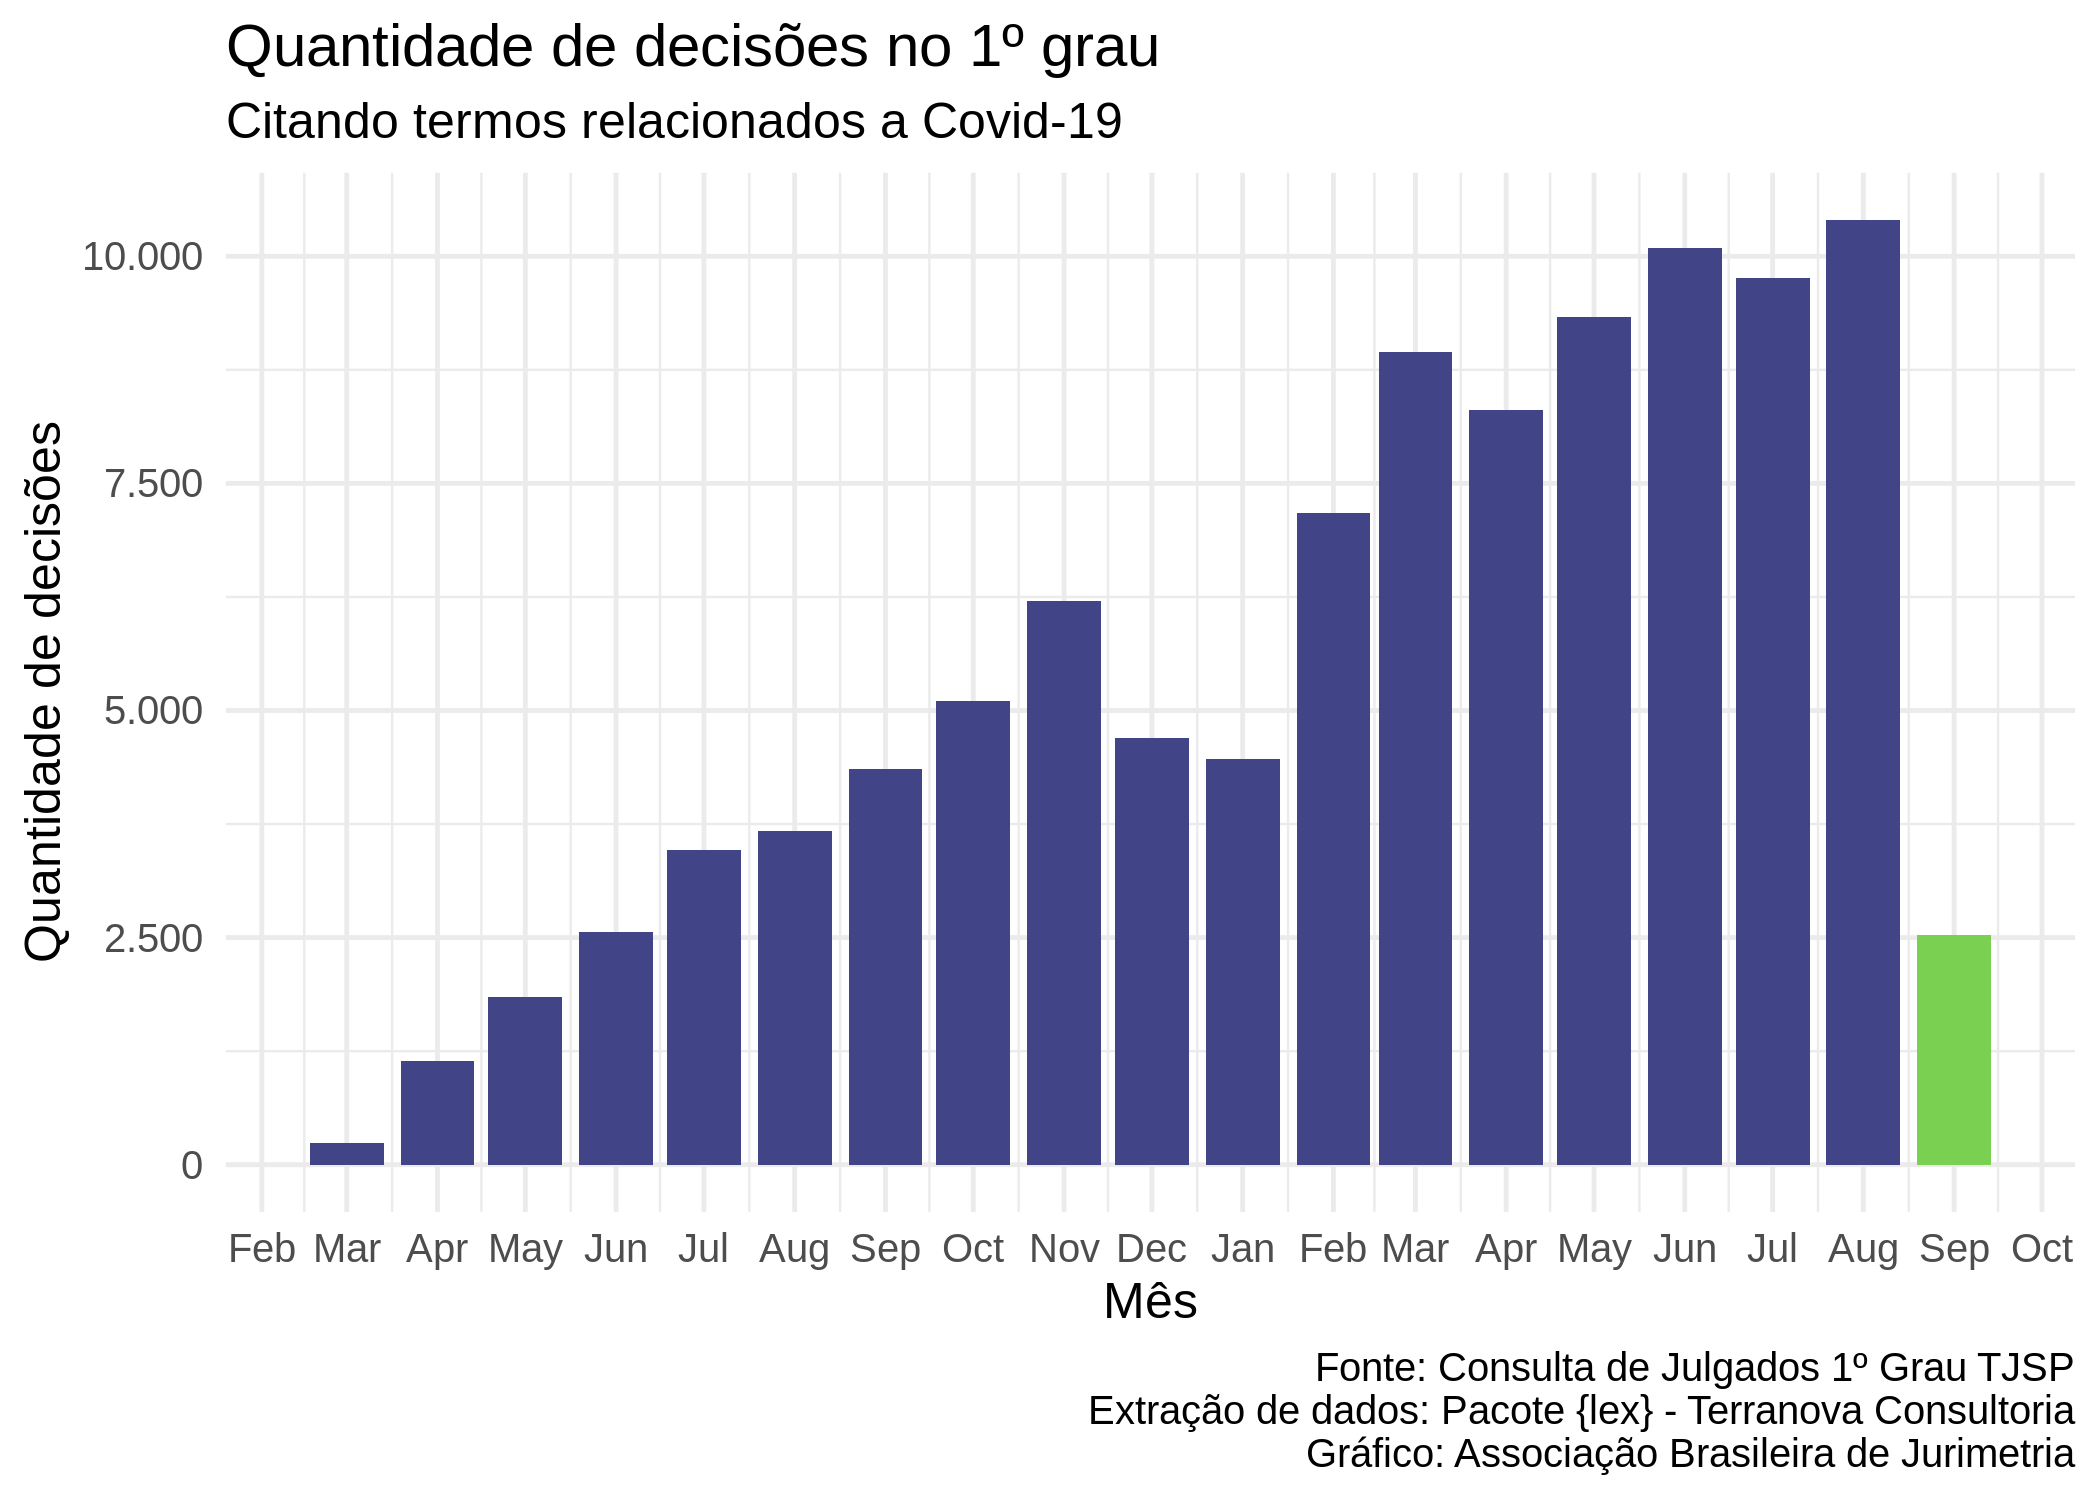 Quantidade de decisões no 1º grau
Citando termos relacionados a Covid-19
Quantidade de decisões
10.000
7.500
5.000
2.500
0
Feb Mar Apr May Jun Jul Aug Sep Oct Nov Dec Jan Feb Mar Apr May Jun Jul Aug Sep Oct
Mês
Fonte: Consulta de Julgados 1º Grau TJSP
Extração de dados: Pacote {lex} - Terranova Consultoria
Gráfico: Associação Brasileira de Jurimetria